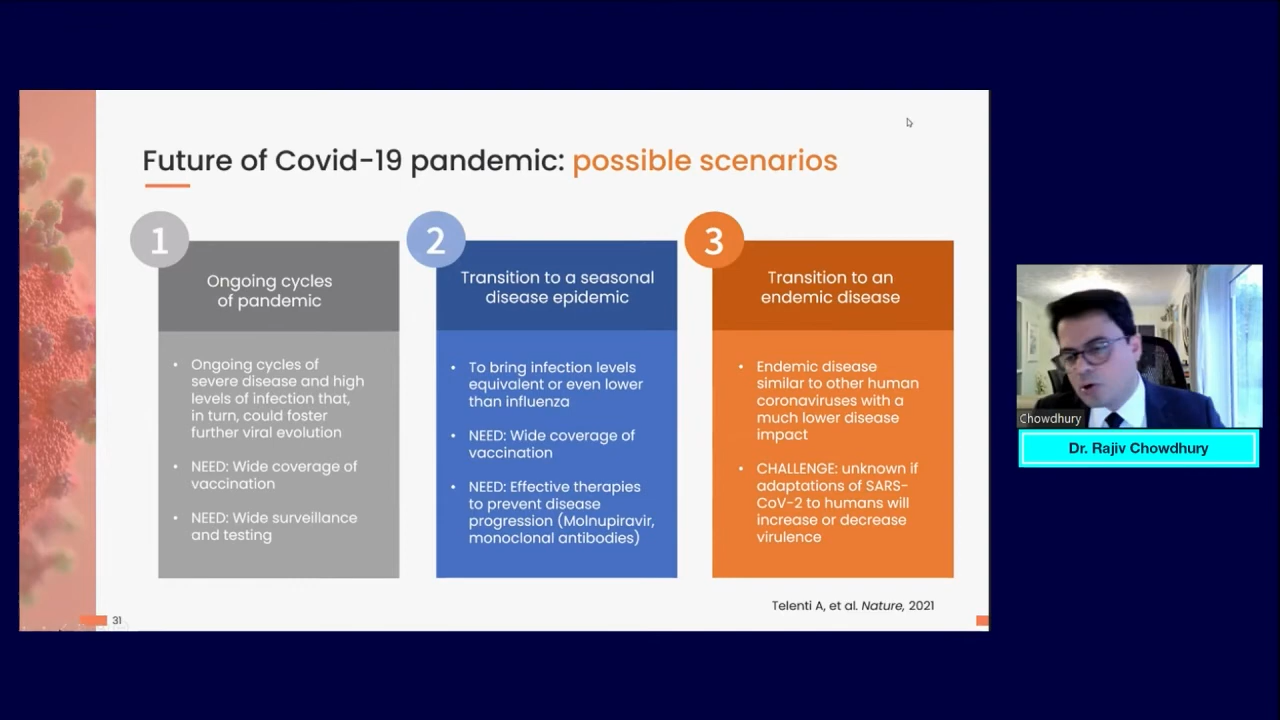 Future of Covid-19 pandemic: possible scenarios
1
Ongoing cycles
of pandemic
• Ongoing cycles of
severe disease and high
levels of infection that,
in turn, could foster
further viral evolution
• NEED: Wide coverage of
vaccination
• NEED: Wide surveillance
and testing
2
Transition to a seasonal
disease epidemic
• To bring infection levels
equivalent or even lower
than influenza
• NEED: Wide coverage of
vaccination
• NEED: Effective therapies
to prevent disease
progression (Molnupiravir,
monoclonal antibodies)
3
Transition to an
endemic disease
• Endemic disease
similar to other human
coronaviruses with a
much lower disease
impact
• CHALLENGE: unknown if
adaptations of SARS-
CoV-2 to humans will
increase or decrease
virulence
Telenti A, et al. Nature, 2021
31
Chowdhury
Dr. Rajiv Chowdhury